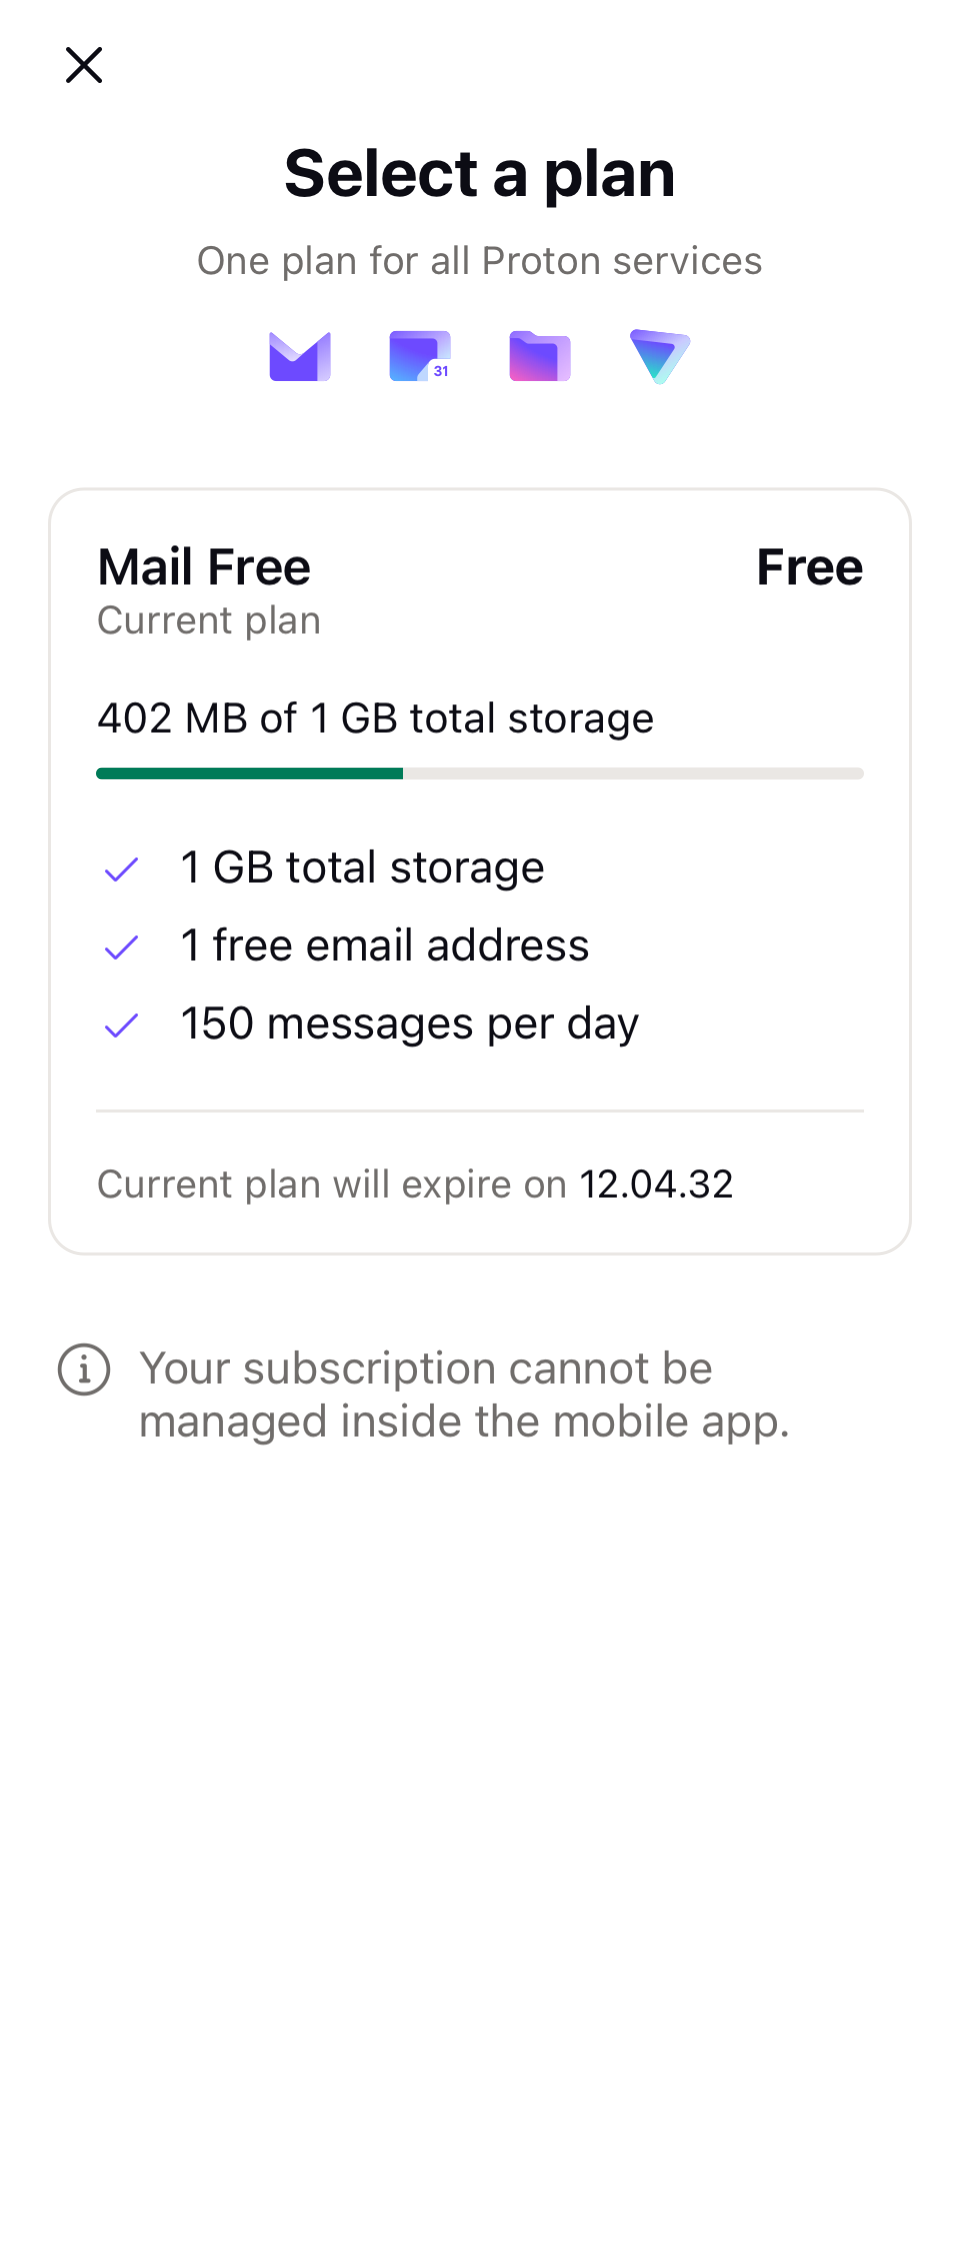 Select a plan
One plan for all Proton services
31
Mail Free
Free
Current plan
402 MB of 1 GB total storage
1 GB total storage
1 free email address
150 messages per day
Current plan will expire on 12.04.32
Your subscription cannot be
managed inside the mobile app.